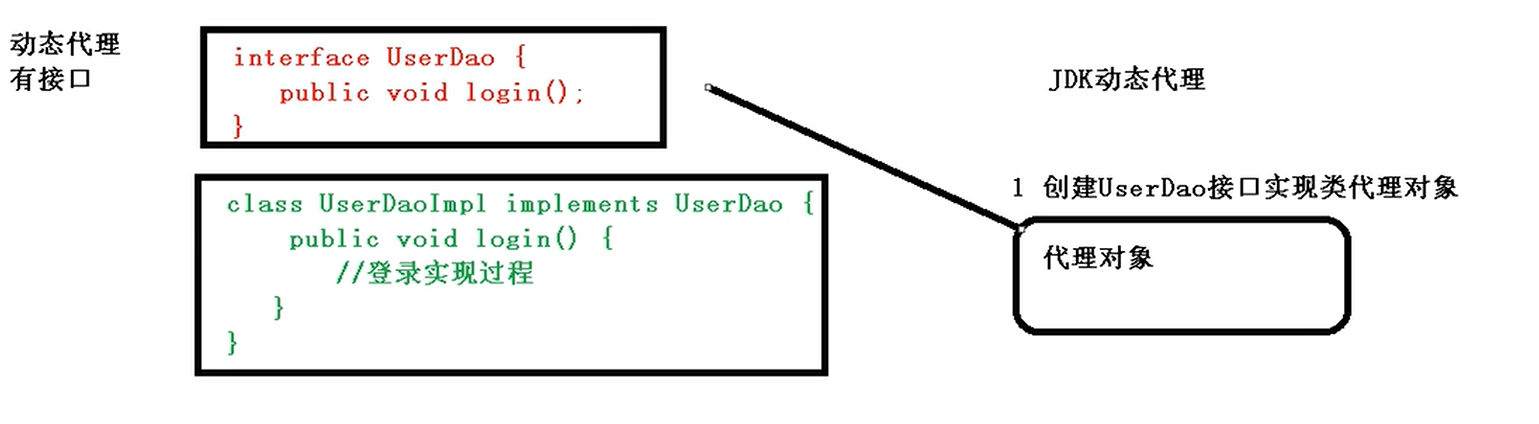 动态代理
有接口
interface UserDao {
public void login();
}
class UserDaoImpl implements UserDao {
public void login() {
//登录实现过程
}
}
JDK动态代理
1 创建UserDao接口实现类代理对象
代理对象